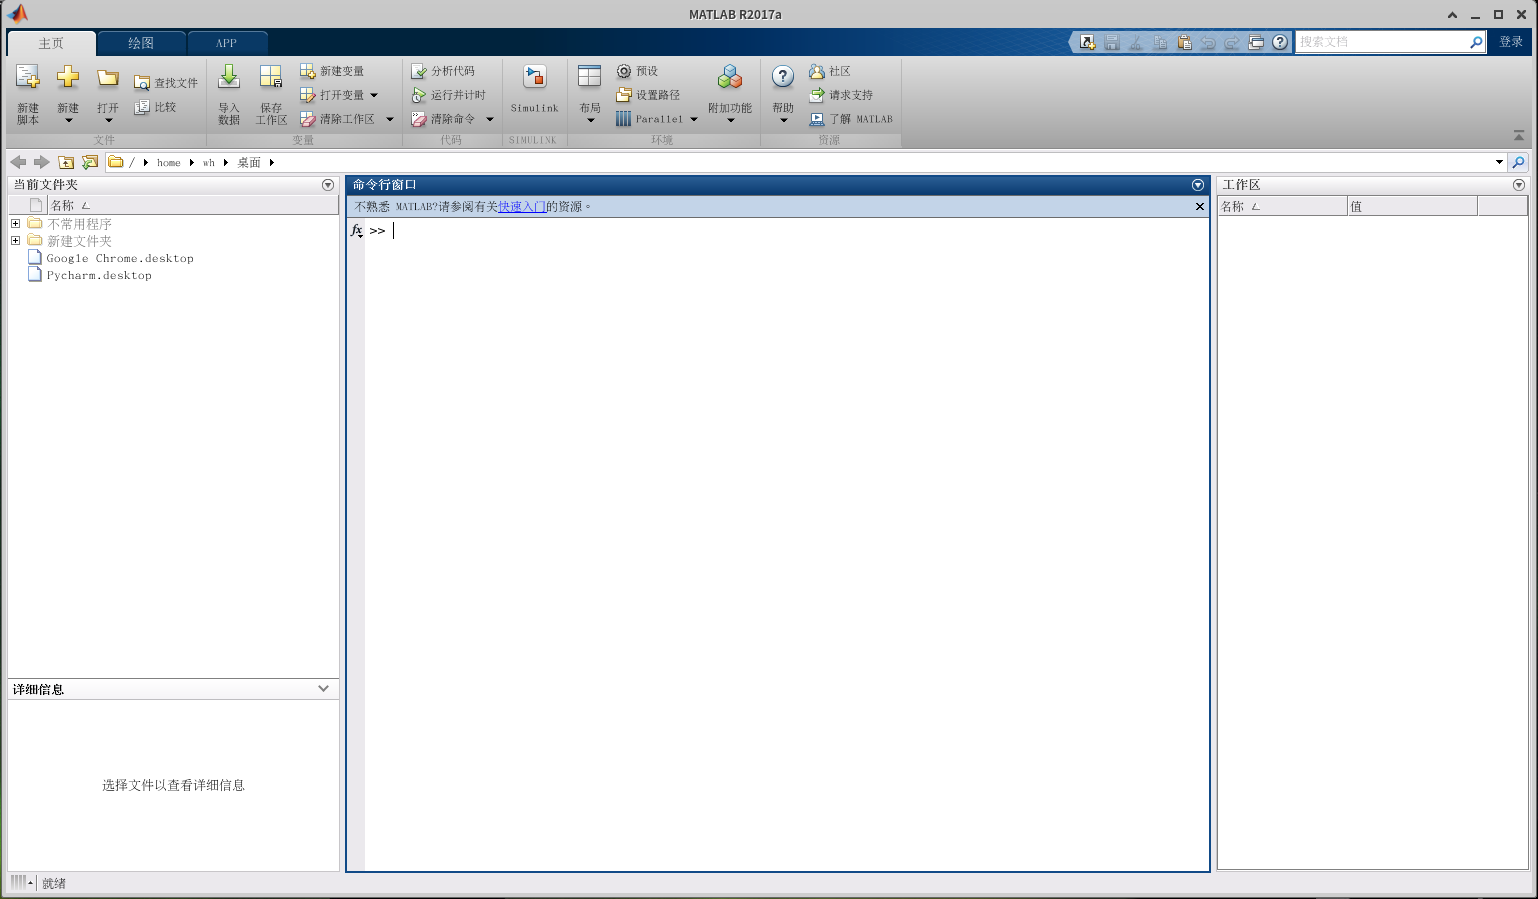 MATLAB R2017a
主页 绘图 APP 搜索文档 登录
新建脚本 新建 打开 查找文件 比较 文件
导入数据 保存工作区 新建变量 打开变量 清除工作区 变量
分析代码 运行并计时 清除命令 代码
Simulink SIMULINK
布局 预设 设置路径 Parallel 附加功能 环境
帮助 社区 请求支持 了解 MATLAB 资源
/ home wh 桌面
当前文件夹
名称
不常用程序
新建文件夹
Google Chrome.desktop
Pycharm.desktop
详细信息
选择文件以查看详细信息
命令行窗口
不熟悉 MATLAB?请参阅有关快速入门的资源。
fx >>
工作区
名称 值
就绪